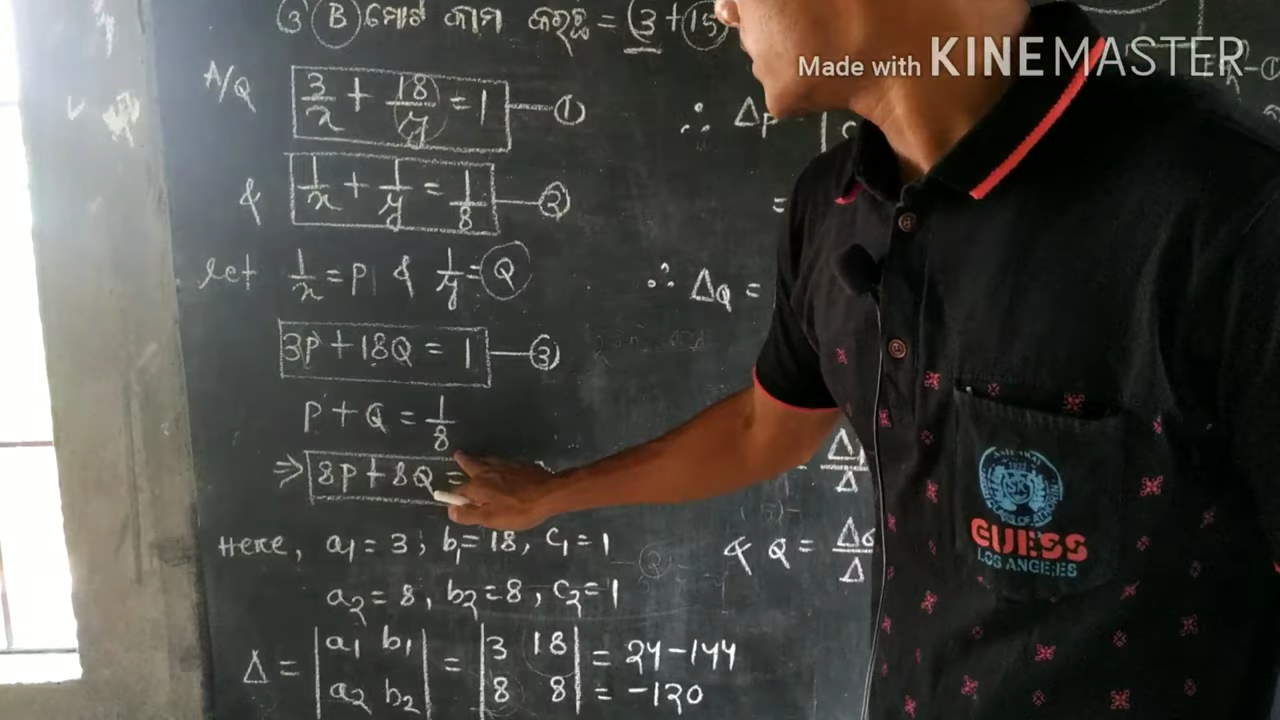 ③ Ⓑ ମୋଟ କାମ କରୁଛି = (3 + 15
Made with KINEMASTER
A/Q 3/x + 18/y = 1 — ①
& 1/x + 1/y = 1/8 — ②
let 1/x = P & 1/y = Q
3P + 18Q = 1 — ③
P + Q = 1/8
⇒ 8P + 8Q =
Here, a₁ = 3; b₁ = 18, c₁ = 1
a₂ = 8, b₂ = 8, c₂ = 1
Δ = |a₁ b₁| = |3 18| = 24 - 144
|a₂ b₂| |8 8| = -120
∴ Δp
=
∴ ΔQ =
Δ
Δ
& Q = ΔQ/Δ
GUESS
LOS ANGELES